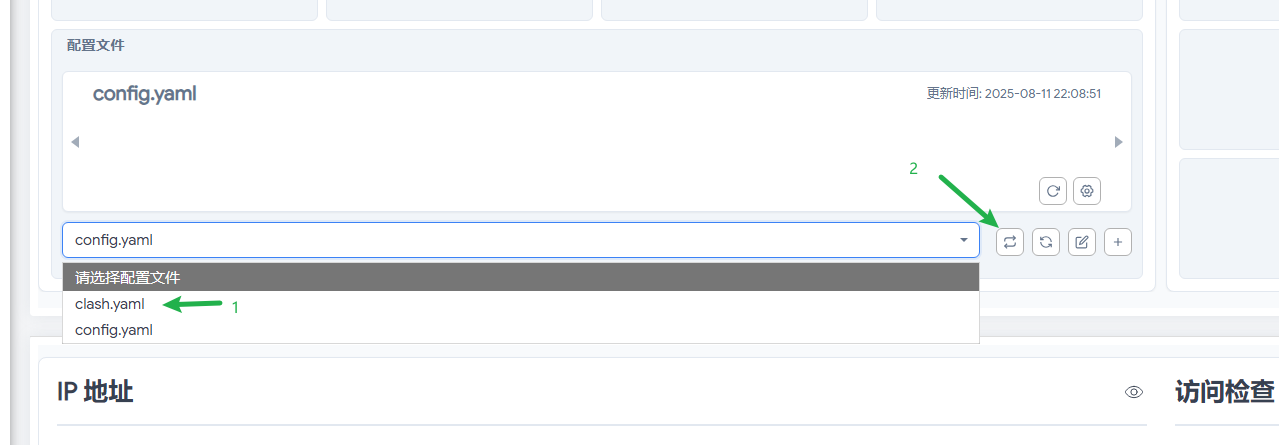 配置文件
config.yaml
更新时间: 2025-08-11 22:08:51
2
config.yaml
请选择配置文件
clash.yaml
1
config.yaml
IP 地址
访问检查